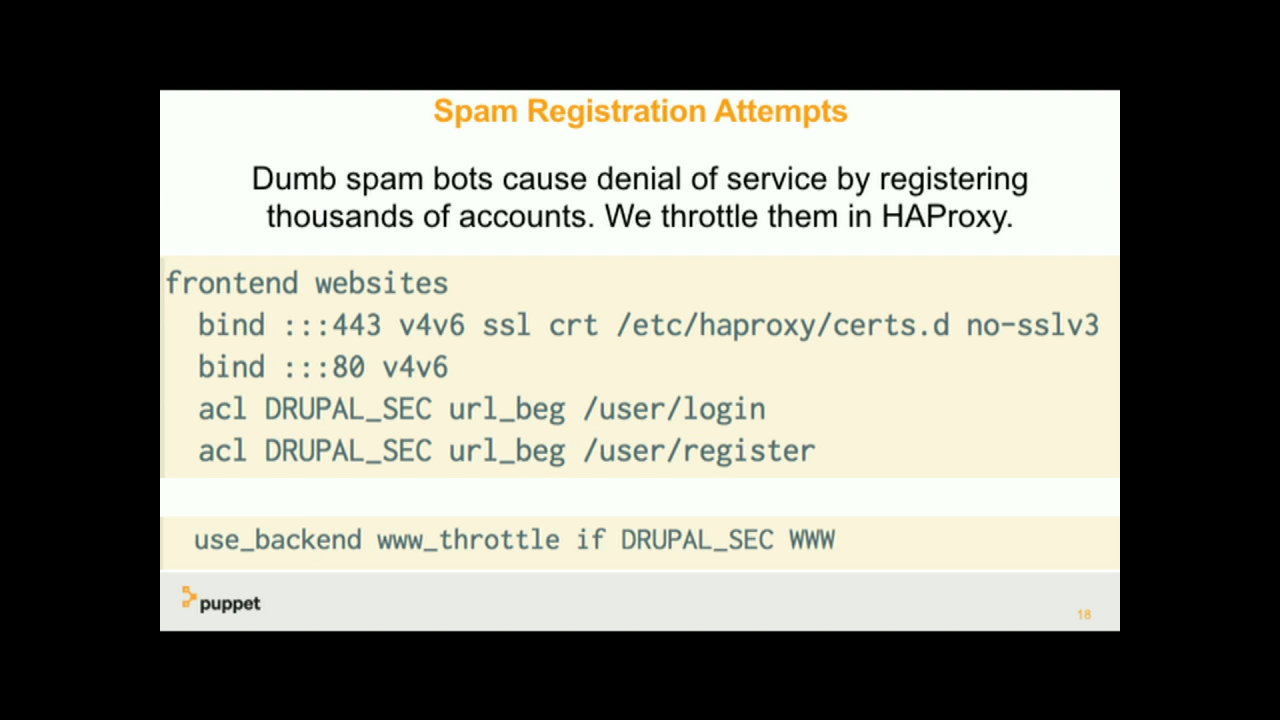 Spam Registration Attempts
Dumb spam bots cause denial of service by registering
thousands of accounts. We throttle them in HAProxy.
frontend websites
bind :::443 v4v6 ssl crt /etc/haproxy/certs.d no-sslv3
bind :::80 v4v6
acl DRUPAL_SEC url_beg /user/login
acl DRUPAL_SEC url_beg /user/register
use_backend www_throttle if DRUPAL_SEC WWW
puppet
18